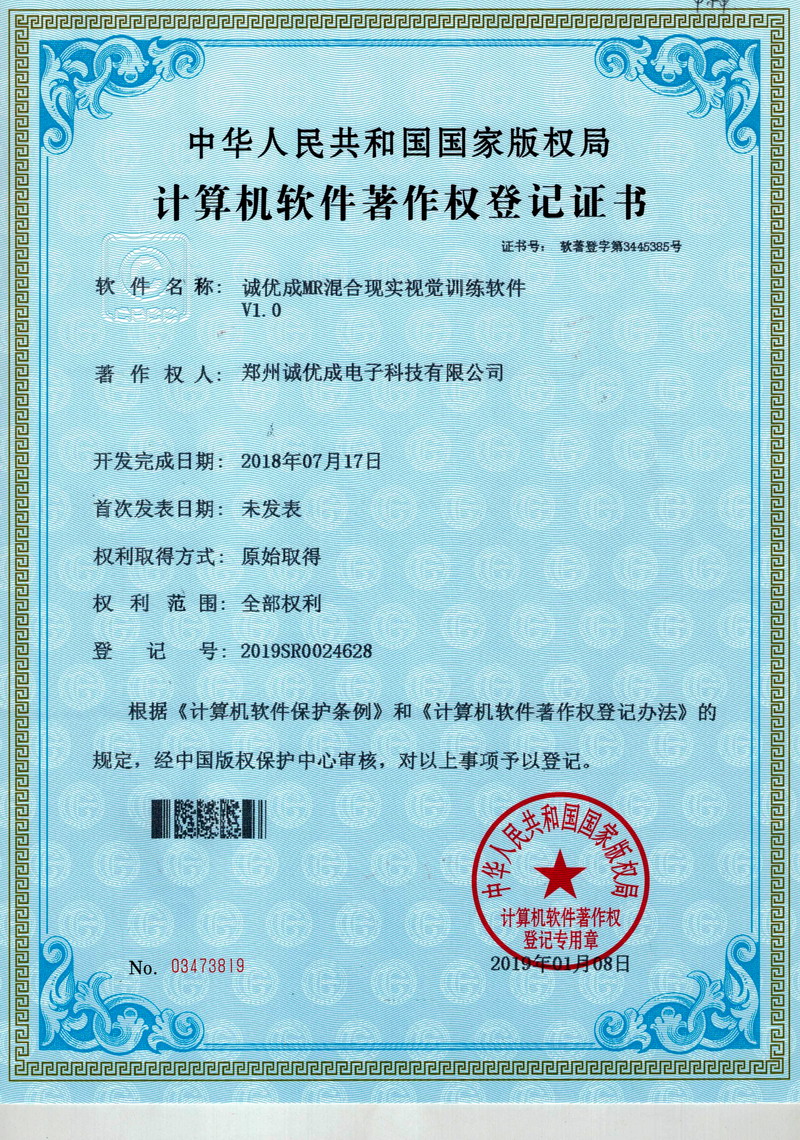 中华人民共和国国家版权局
计算机软件著作权登记证书
证书号： 软著登字第3445385号
软件名称： 诚优成MR混合现实视觉训练软件
V1.0
CPCC
著作权人： 郑州诚优成电子科技有限公司
开发完成日期： 2018年07月17日
首次发表日期： 未发表
权利取得方式： 原始取得
权利范围： 全部权利
登记号： 2019SR0024628
根据《计算机软件保护条例》和《计算机软件著作权登记办法》的
规定，经中国版权保护中心审核，对以上事项予以登记。
中华人民共和国国家版权局
计算机软件著作权
登记专用章
No. 03473819
2019年01月08日